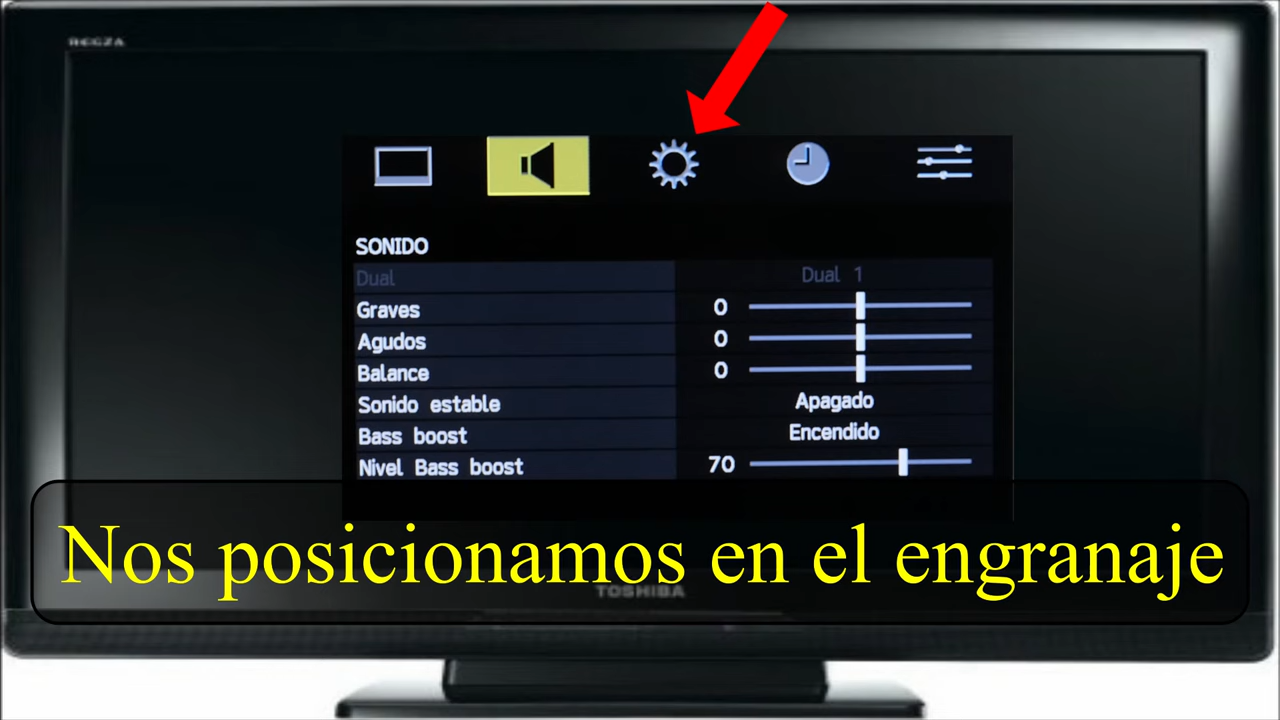 REGZA
SONIDO
Dual Dual 1
Graves 0
Agudos 0
Balance 0
Sonido estable Apagado
Bass boost Encendido
Nivel Bass boost 70
Nos posicionamos en el engranaje
TOSHIBA